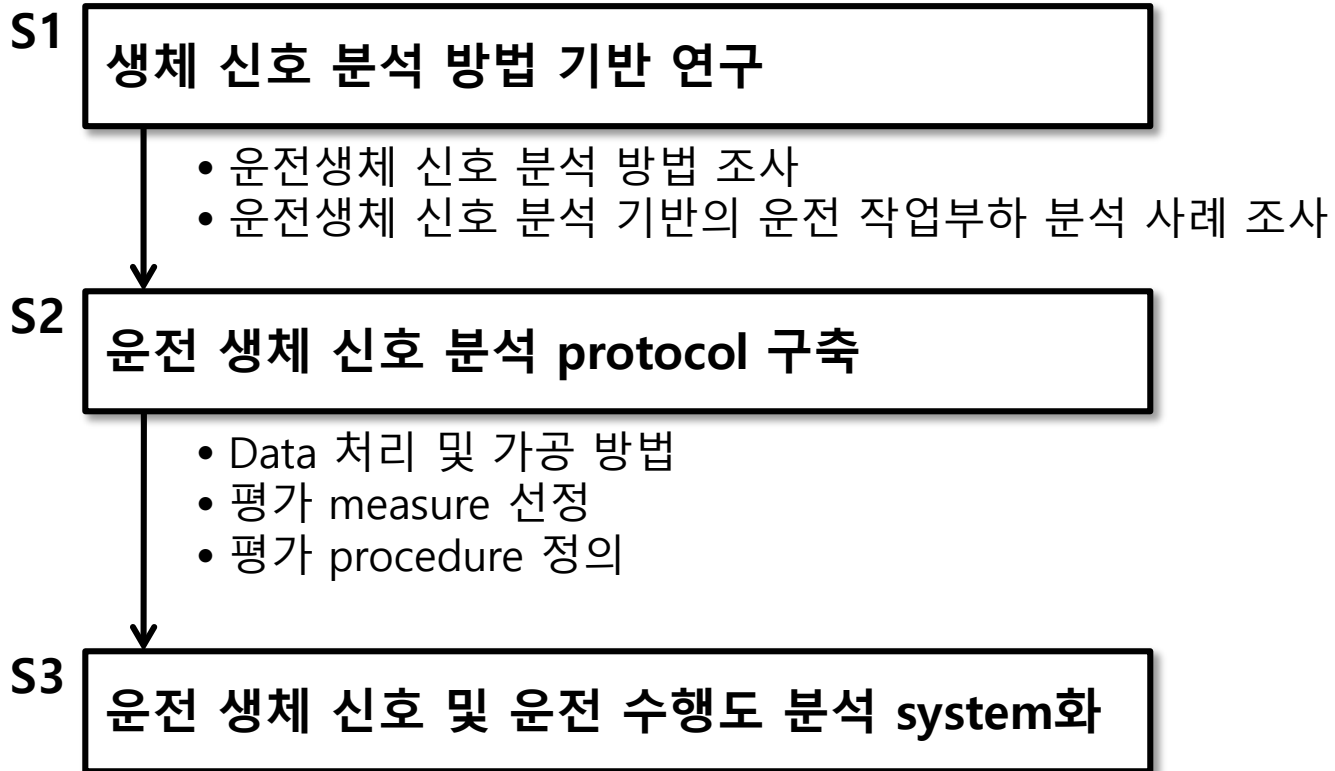 S1
생체 신호 분석 방법 기반 연구
• 운전생체 신호 분석 방법 조사
• 운전생체 신호 분석 기반의 운전 작업부하 분석 사례 조사
S2
운전 생체 신호 분석 protocol 구축
• Data 처리 및 가공 방법
• 평가 measure 선정
• 평가 procedure 정의
S3
운전 생체 신호 및 운전 수행도 분석 system화